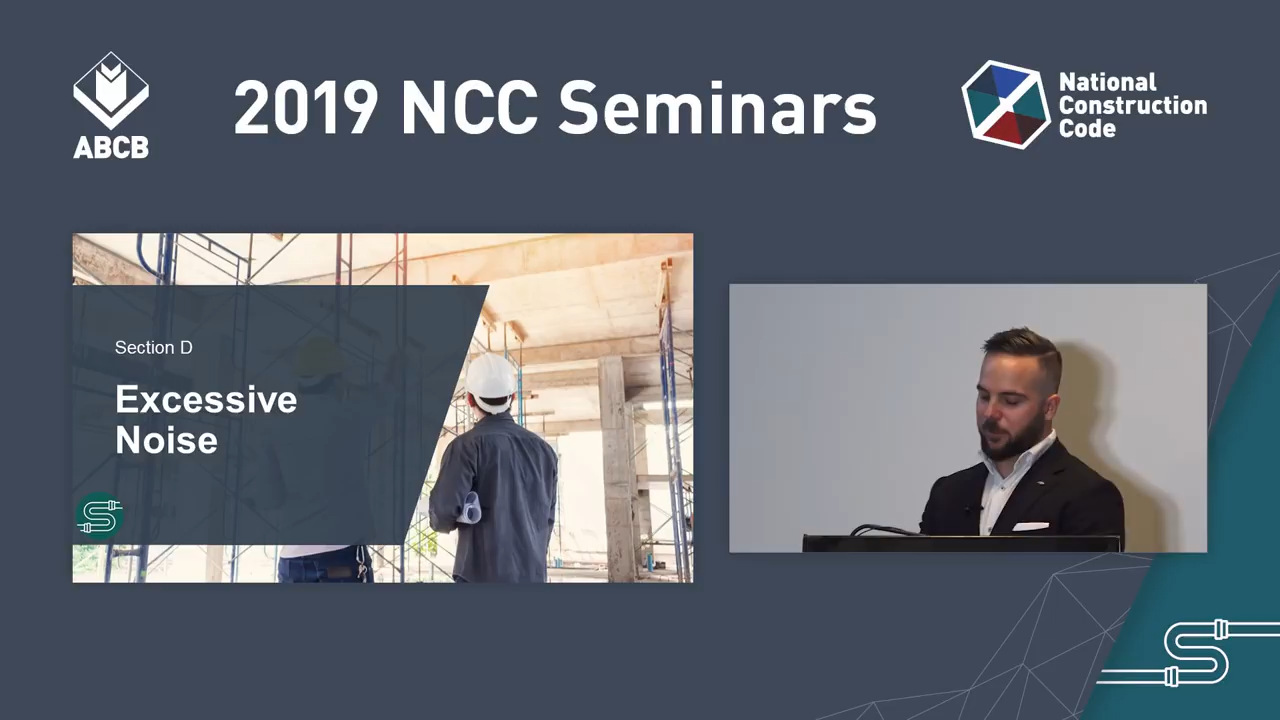 ABCB
2019 NCC Seminars
National
Construction
Code
Section D
Excessive
Noise